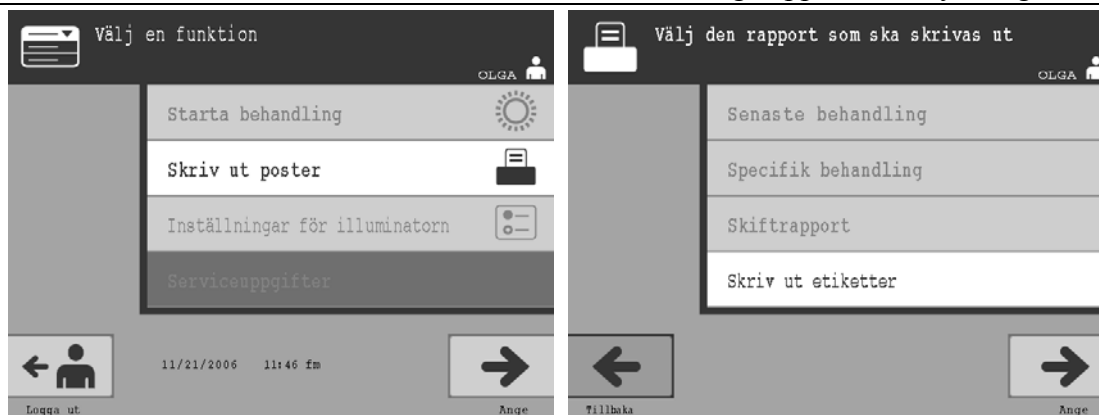 Välj en funktion
OLGA
Starta behandling
Skriv ut poster
Inställningar för illuminatorn
Serviceuppgifter
11/21/2006 11:46 fm
Logga ut
Ange
Välj den rapport som ska skrivas ut
OLGA
Senaste behandling
Specifik behandling
Skiftrapport
Skriv ut etiketter
Tillbaka
Ange